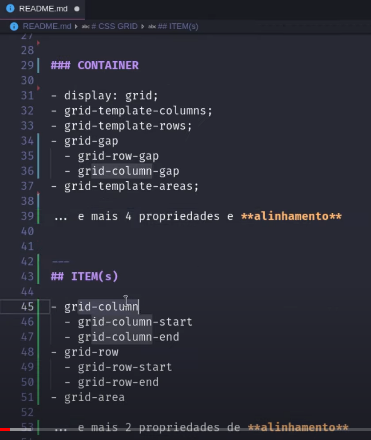 README.md
README.md > # CSS GRID > ## ITEM(s)
27
28
29 ### CONTAINER
30
31 - display: grid;
32 - grid-template-columns;
33 - grid-template-rows;
34 - grid-gap
35 - grid-row-gap
36 - grid-column-gap
37 - grid-template-areas;
38
39 ... e mais 4 propriedades e **alinhamento**
40
41
42 ---
43 ## ITEM(s)
44
45 - grid-column
46 - grid-column-start
47 - grid-column-end
48 - grid-row
49 - grid-row-start
50 - grid-row-end
51 - grid-area
52
53 ... e mais 2 propriedades de **alinhamento**